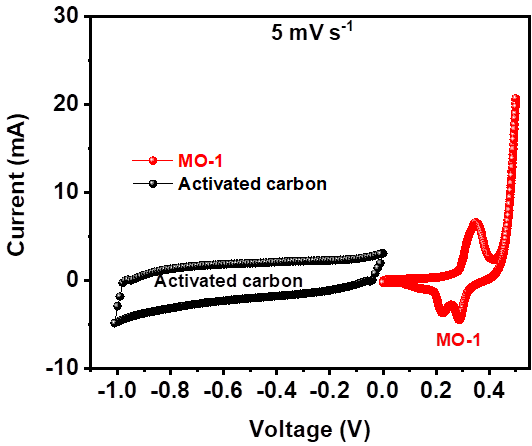 30
5 mV s⁻¹
20
MO-1
Activated carbon
10
0
Activated carbon
MO-1
-10
-1.0 -0.8 -0.6 -0.4 -0.2 0.0 0.2 0.4
Current (mA)
Voltage (V)